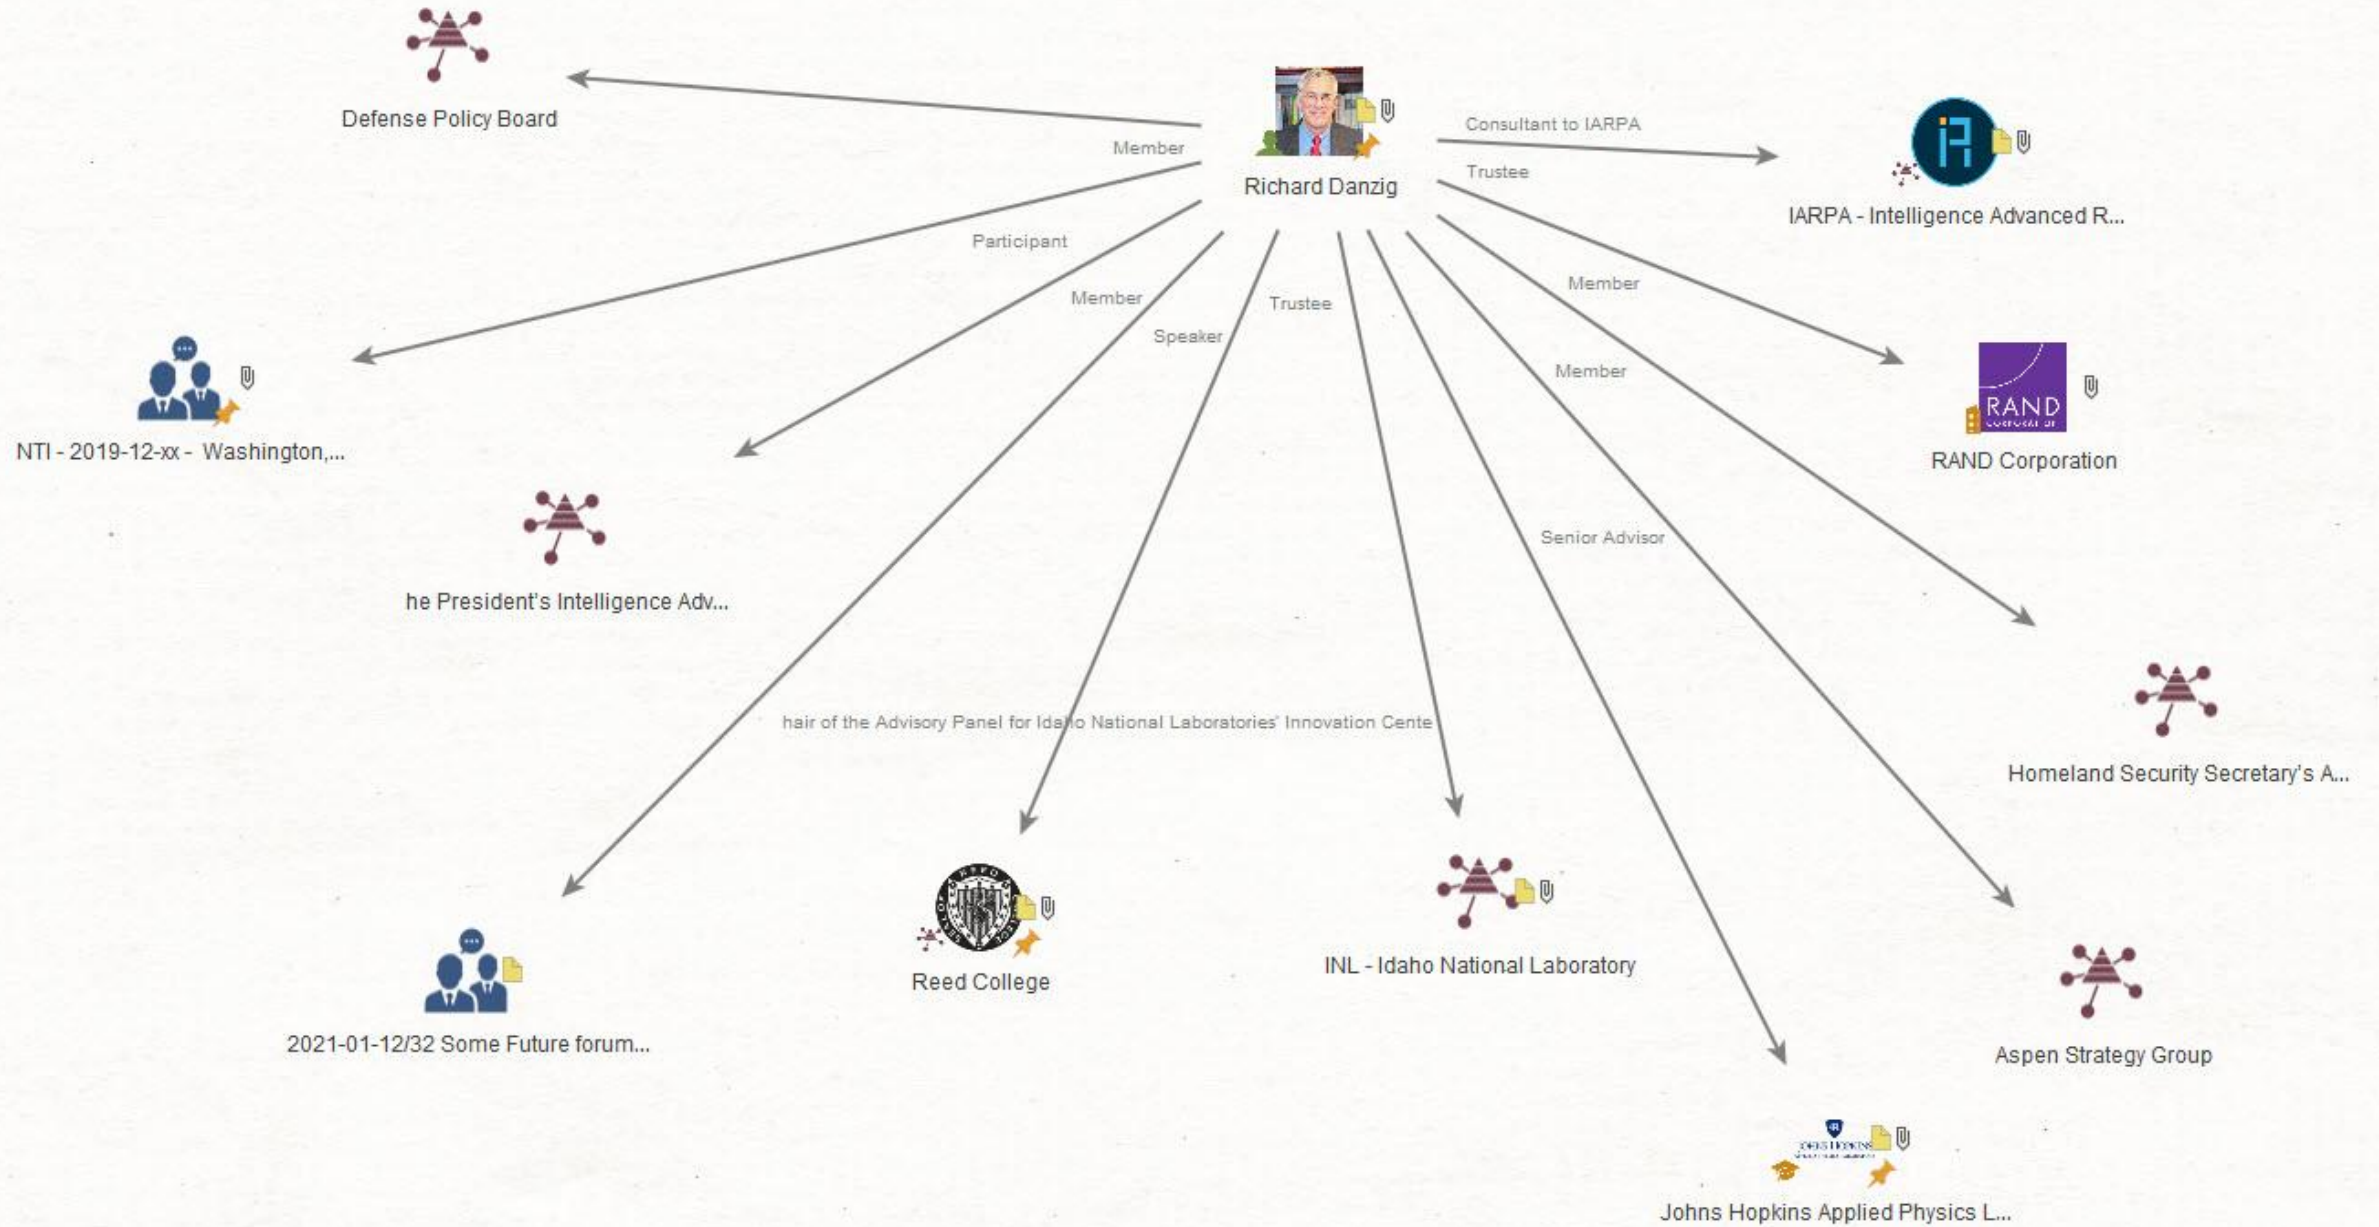 Defense Policy Board
Member
Richard Danzig
Consultant to IARPA
Trustee
IARPA - Intelligence Advanced R...
Participant
Member
Speaker
Trustee
Member
Member
RAND
RAND Corporation
NTI - 2019-12-xx - Washington,...
he President's Intelligence Adv...
Senior Advisor
hair of the Advisory Panel for Idaho National Laboratories' Innovation Cente
Homeland Security Secretary's A...
Reed College
INL - Idaho National Laboratory
2021-01-12/32 Some Future forum...
Aspen Strategy Group
JOHNS HOPKINS
Johns Hopkins Applied Physics L...